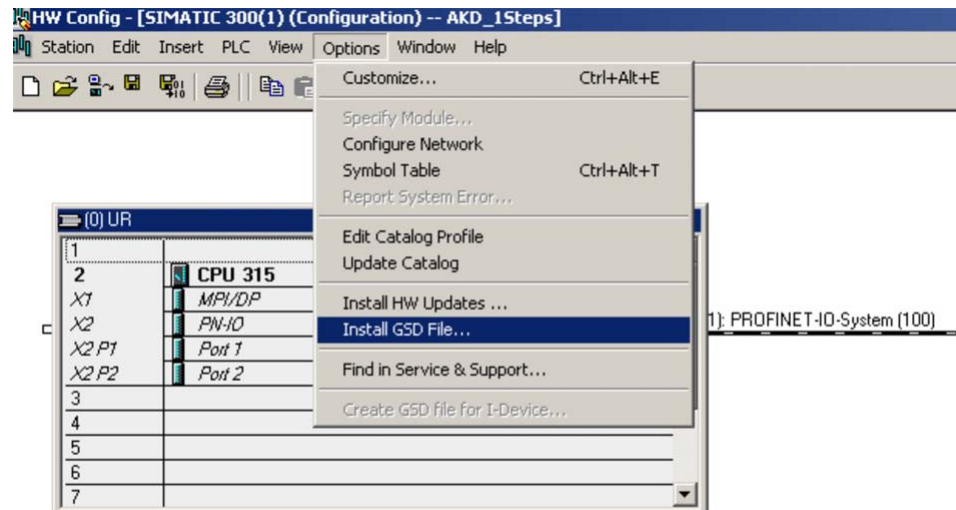 HW Config - [SIMATIC 300(1) (Configuration) -- AKD_1Steps]
Station Edit Insert PLC View Options Window Help
Customize... Ctrl+Alt+E
Specify Module...
Configure Network
Symbol Table Ctrl+Alt+T
Report System Error...
Edit Catalog Profile
Update Catalog
Install HW Updates ...
Install GSD File...
Find in Service & Support...
Create GSD file for I-Device...
(0) UR
1
2 CPU 315
X1 MPI/DP
X2 PN-IO
X2 P1 Port 1
X2 P2 Port 2
3
4
5
6
7
1): PROFINET-IO-System (100)